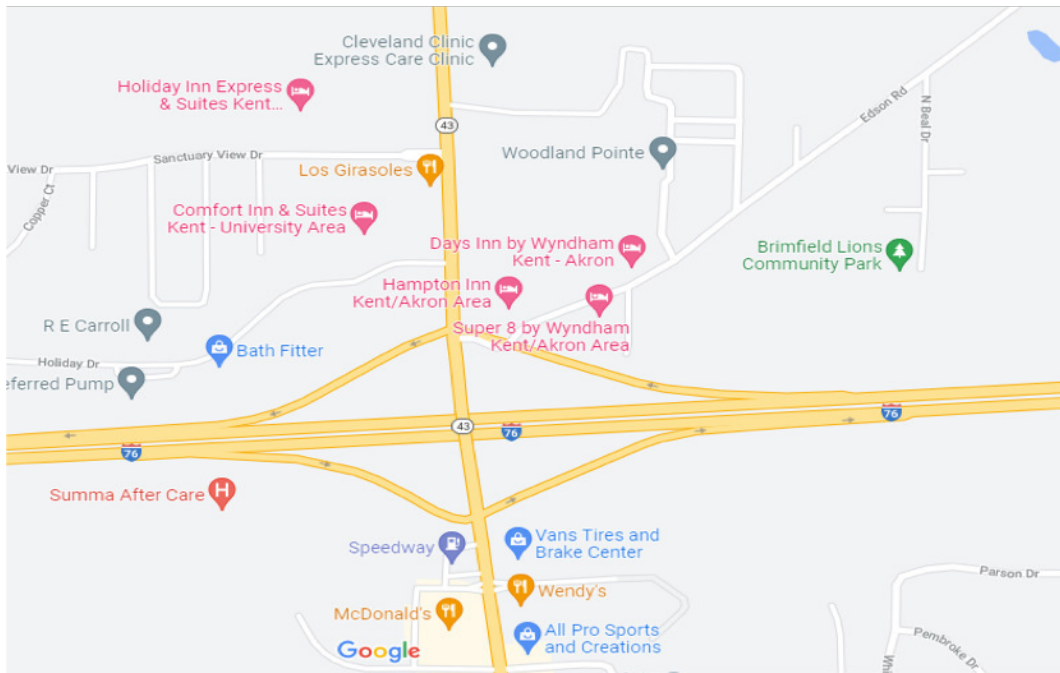 Cleveland Clinic
Express Care Clinic
Holiday Inn Express
& Suites Kent...
43
Edson Rd
N Beal Dr
Sanctuary View Dr
View Dr
Los Girasoles
Woodland Pointe
Copper Ct
Comfort Inn & Suites
Kent - University Area
Days Inn by Wyndham
Kent - Akron
Brimfield Lions
Community Park
Hampton Inn
Kent/Akron Area
R E Carroll
Super 8 by Wyndham
Kent/Akron Area
Bath Fitter
Holiday Dr
eferred Pump
76
43
76
76
Summa After Care
Speedway
Vans Tires and
Brake Center
Parson Dr
Wendy's
McDonald's
All Pro Sports
and Creations
Pembroke Dr
Google
Whi